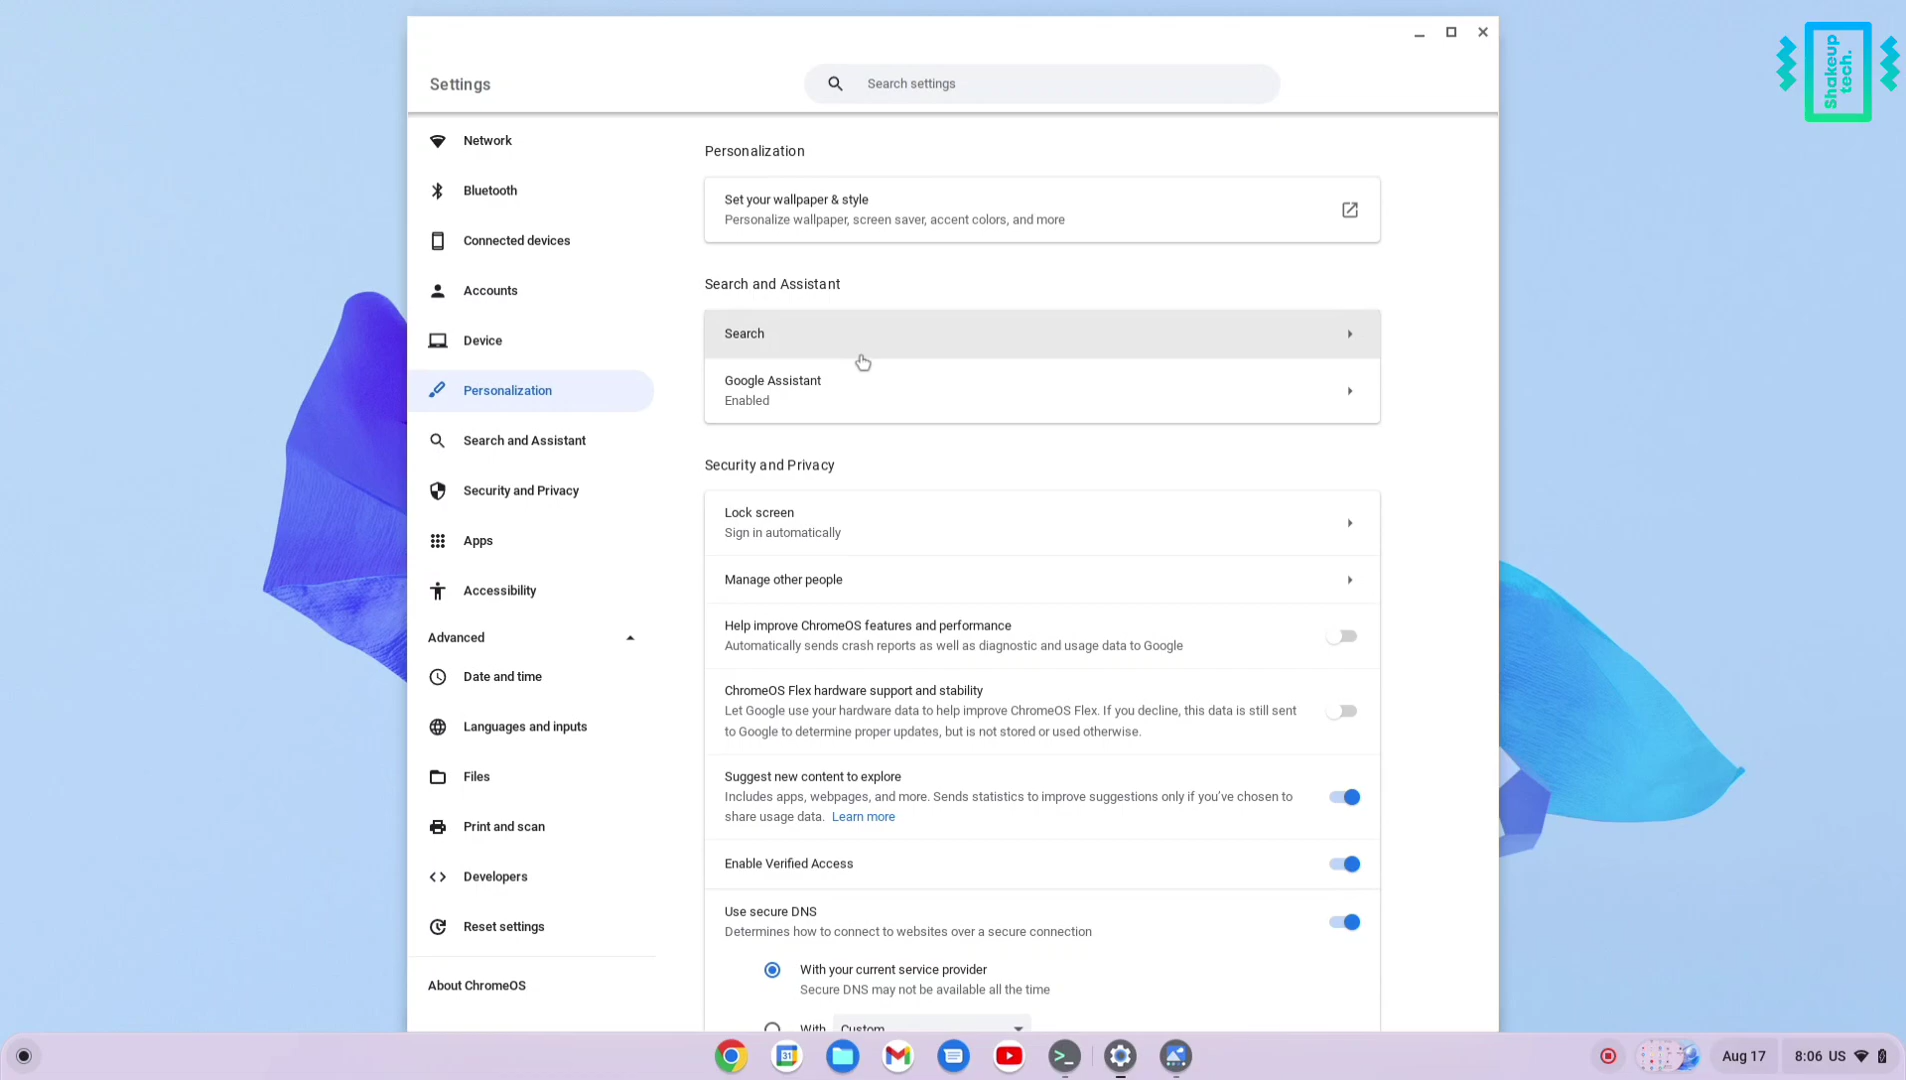 Shakeup
tech.
Settings
Search settings
Network
Bluetooth
Connected devices
Accounts
Device
Personalization
Search and Assistant
Security and Privacy
Apps
Accessibility
Advanced
Date and time
Languages and inputs
Files
Print and scan
Developers
Reset settings
About ChromeOS
Personalization
Set your wallpaper & style
Personalize wallpaper, screen saver, accent colors, and more
Search and Assistant
Search
Google Assistant
Enabled
Security and Privacy
Lock screen
Sign in automatically
Manage other people
Help improve ChromeOS features and performance
Automatically sends crash reports as well as diagnostic and usage data to Google
ChromeOS Flex hardware support and stability
Let Google use your hardware data to help improve ChromeOS Flex. If you decline, this data is still sent
to Google to determine proper updates, but is not stored or used otherwise.
Suggest new content to explore
Includes apps, webpages, and more. Sends statistics to improve suggestions only if you've chosen to
share usage data. Learn more
Enable Verified Access
Use secure DNS
Determines how to connect to websites over a secure connection
With your current service provider
Secure DNS may not be available all the time
With Custom
31
Aug 17
8:06 US